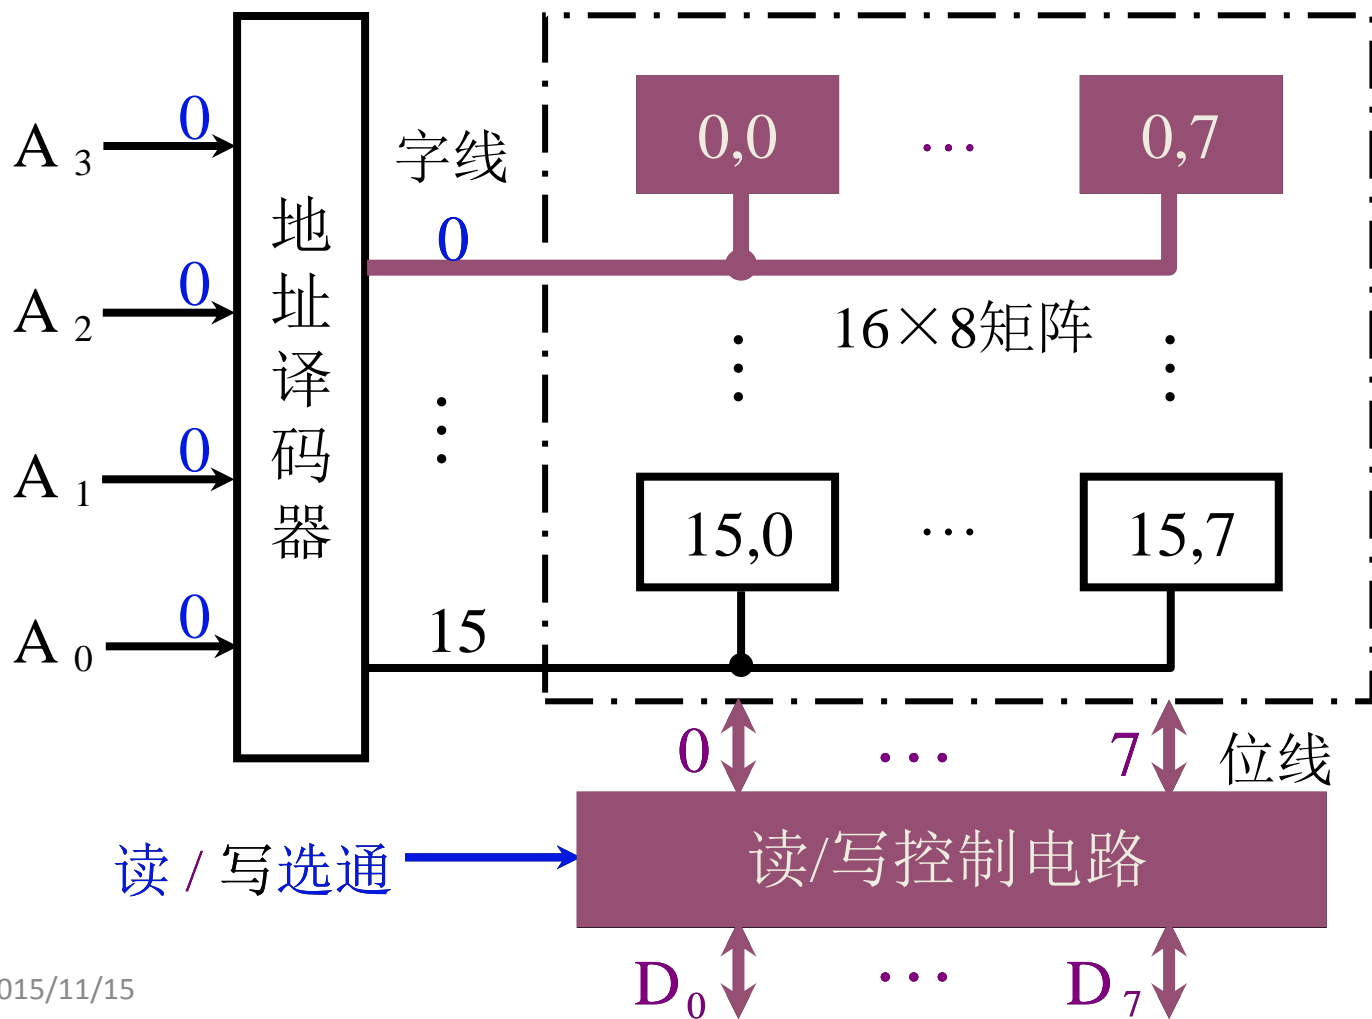 A3 0
A2 0
A1 0
A0 0
地址译码器
字线
0
15
0,0 … 0,7
16×8矩阵
15,0 … 15,7
0 … 7 位线
读/写选通
读/写控制电路
D0 … D7
015/11/15